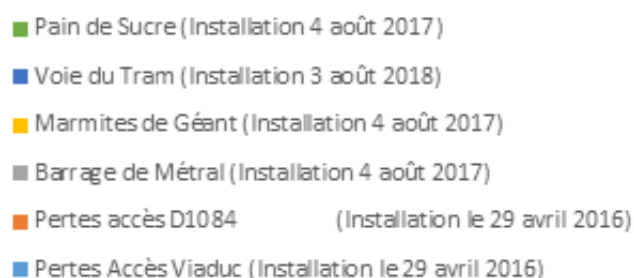 Pain de Sucre (Installation 4 août 2017)
Voie du Tram (Installation 3 août 2018)
Marmites de Géant (Installation 4 août 2017)
Barrage de Métral (Installation 4 août 2017)
Pertes accès D1084 (Installation le 29 avril 2016)
Pertes Accès Viaduc (Installation le 29 avril 2016)